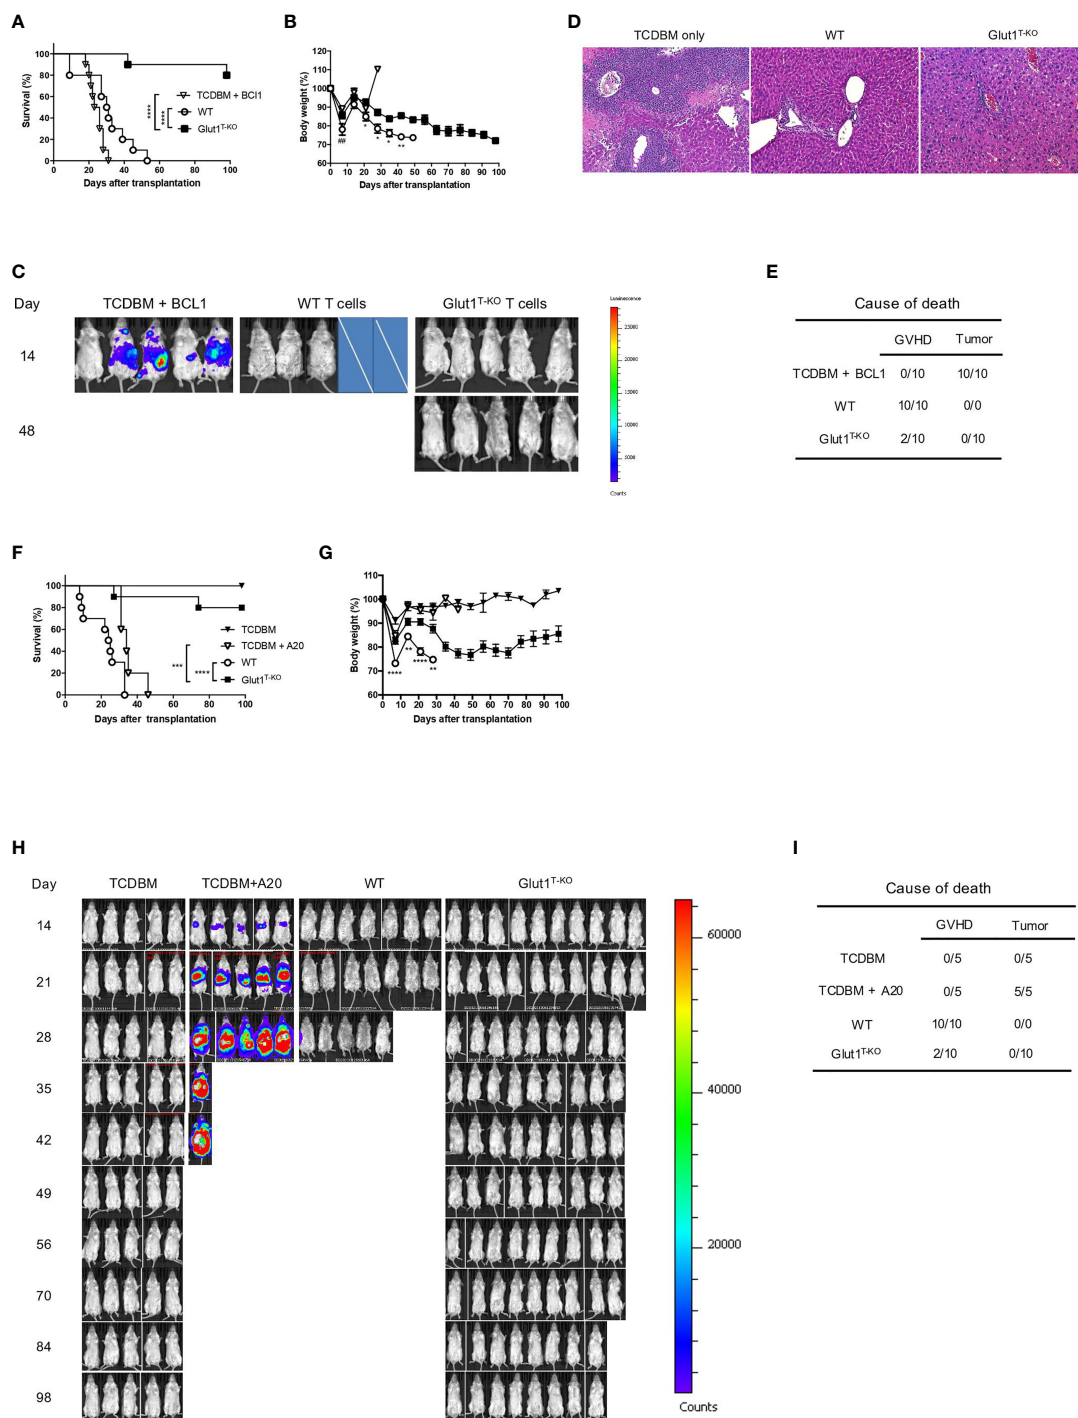 A
Survival (%)
100
80
60
40
20
0
0 20 40 60 80 100
Days after transplantation
****
****
TCDBM + BCl1
WT
Glut1T-KO
B
Body weight (%)
120
110
100
90
80
70
60
0 10 20 30 40 50 60 70 80 90 100
Days after transplantation
##
*
*
*
**
D
TCDBM only
WT
Glut1T-KO
C
Day
TCDBM + BCL1
WT T cells
Glut1T-KO T cells
14
48
Luminescence
25000
20000
15000
10000
5000
Counts
E
Cause of death
GVHD Tumor
TCDBM + BCL1 0/10 10/10
WT 10/10 0/0
Glut1T-KO 2/10 0/10
F
Survival (%)
100
80
60
40
20
0
0 20 40 60 80 100
Days after transplantation
***
****
TCDBM
TCDBM + A20
WT
Glut1T-KO
G
Body weight (%)
110
100
90
80
70
60
0 10 20 30 40 50 60 70 80 90 100
Days after transplantation
****
**
****
**
H
Day
TCDBM
TCDBM+A20
WT
Glut1T-KO
14
21
28
35
42
49
56
70
84
98
60000
40000
20000
Counts
I
Cause of death
GVHD Tumor
TCDBM 0/5 0/5
TCDBM + A20 0/5 5/5
WT 10/10 0/0
Glut1T-KO 2/10 0/10